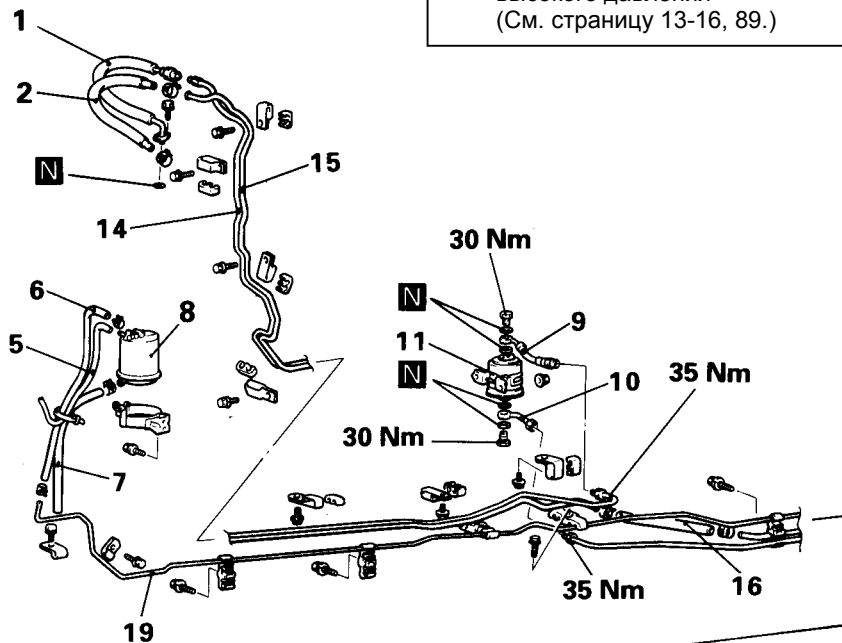 высокого давления
(См. страницу 13-16, 89.)
1
2
N
15
14
30 Nm
6
8
N
9
5
11
N
10
35 Nm
30 Nm
7
35 Nm
16
19